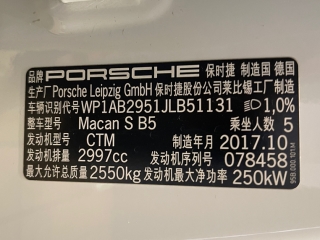 品牌 PORSCHE 保时捷 制造国 德国
生产厂 Porsche Leipzig GmbH 保时捷股份公司莱比锡工厂制造
车辆识别代号 WP1AB2951JLB51131 1,0%
整车型号 Macan S B5 乘坐人数 5
发动机型号 CTM 制造年月 2017.10
发动机排量 2997cc 发动机序列号 078458
最大允许总质量 2550kg 发动机最大净功率 250kW
95B 010 101 M